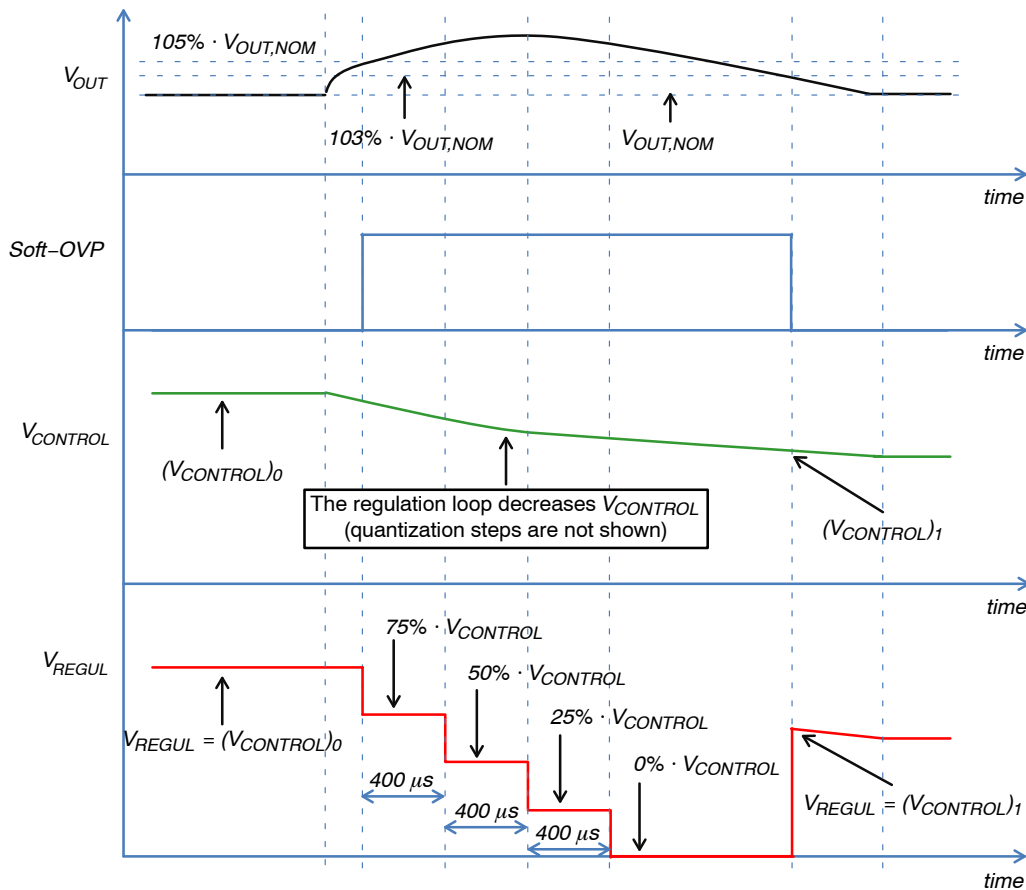 105% · VOUT,NOM
VOUT
103% · VOUT,NOM
VOUT,NOM
time
Soft–OVP
time
VCONTROL
(VCONTROL)0
The regulation loop decreases VCONTROL
(quantization steps are not shown)
(VCONTROL)1
time
75% · VCONTROL
VREGUL
50% · VCONTROL
25% · VCONTROL
VREGUL = (VCONTROL)0
0% · VCONTROL
400 μs
400 μs
400 μs
VREGUL = (VCONTROL)1
time